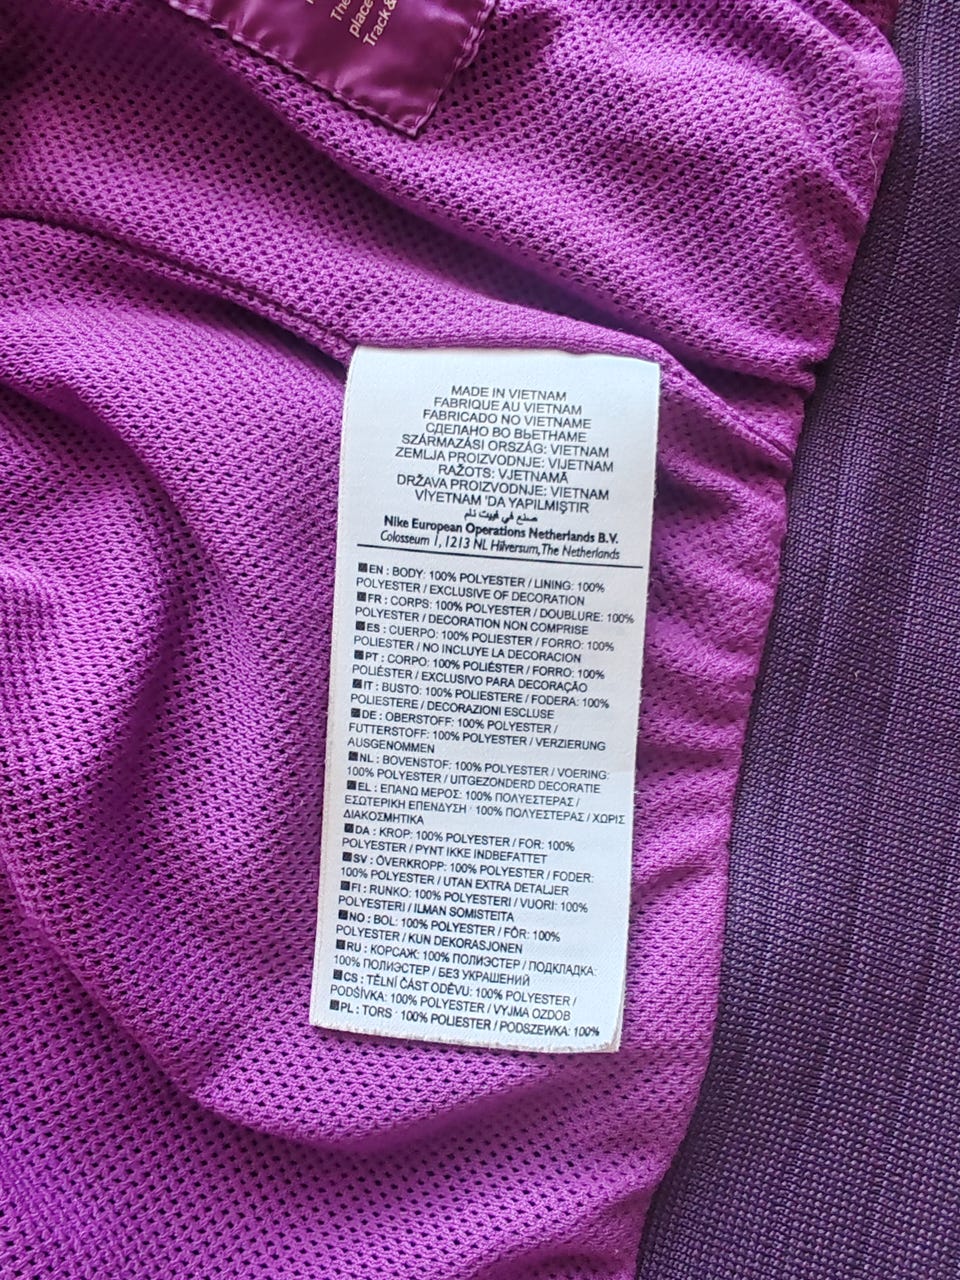 The
place
Track&
MADE IN VIETNAM
FABRIQUE AU VIETNAM
FABRICADO NO VIETNAME
СДЕЛАНО ВО ВЬЕТНАМЕ
SZÁRMAZÁSI ORSZÁG: VIETNAM
ZEMLJA PROIZVODNJE: VIJETNAM
RAŽOTS: VJETNAMĀ
DRŽAVA PROIZVODNJE: VIETNAM
VİYETNAM 'DA YAPILMIŞTIR
صنع في فييت نام
Nike European Operations Netherlands B.V.
Colosseum 1, 1213 NL Hilversum, The Netherlands
EN : BODY: 100% POLYESTER / LINING: 100%
POLYESTER / EXCLUSIVE OF DECORATION
FR : CORPS: 100% POLYESTER / DOUBLURE: 100%
POLYESTER / DECORATION NON COMPRISE
ES : CUERPO: 100% POLIESTER / FORRO: 100%
POLIESTER / NO INCLUYE LA DECORACION
PT : CORPO: 100% POLIÉSTER / FORRO: 100%
POLIÉSTER / EXCLUSIVO PARA DECORAÇÃO
IT : BUSTO: 100% POLIESTERE / FODERA: 100%
POLIESTERE / DECORAZIONI ESCLUSE
DE : OBERSTOFF: 100% POLYESTER /
FUTTERSTOFF: 100% POLYESTER / VERZIERUNG
AUSGENOMMEN
NL : BOVENSTOF: 100% POLYESTER / VOERING:
100% POLYESTER / UITGEZONDERD DECORATIE
EL : ΕΠΑΝΩ ΜΕΡΟΣ: 100% ΠΟΛΥΕΣΤΕΡΑΣ /
ΕΣΩΤΕΡΙΚΗ ΕΠΕΝΔΥΣΗ : 100% ΠΟΛΥΕΣΤΕΡΑΣ / ΧΩΡΙΣ
ΔΙΑΚΟΣΜΗΤΙΚΑ
DA : KROP: 100% POLYESTER / FOR: 100%
POLYESTER / PYNT IKKE INDBEFATTET
SV : ÖVERKROPP: 100% POLYESTER / FODER:
100% POLYESTER / UTAN EXTRA DETALJER
FI : RUNKO: 100% POLYESTERI / VUORI: 100%
POLYESTERI / ILMAN SOMISTEITA
NO : BOL: 100% POLYESTER / FÔR: 100%
POLYESTER / KUN DEKORASJONEN
RU : КОРСАЖ: 100% ПОЛИЭСТЕР / ПОДКЛАДКА:
100% ПОЛИЭСТЕР / БЕЗ УКРАШЕНИЙ
CS : TĚLNÍ ČÁST ODĚVU: 100% POLYESTER /
PODŠÍVKA: 100% POLYESTER / VYJMA OZDOB
PL : TORS : 100% POLIESTER / PODSZEWKA: 100%